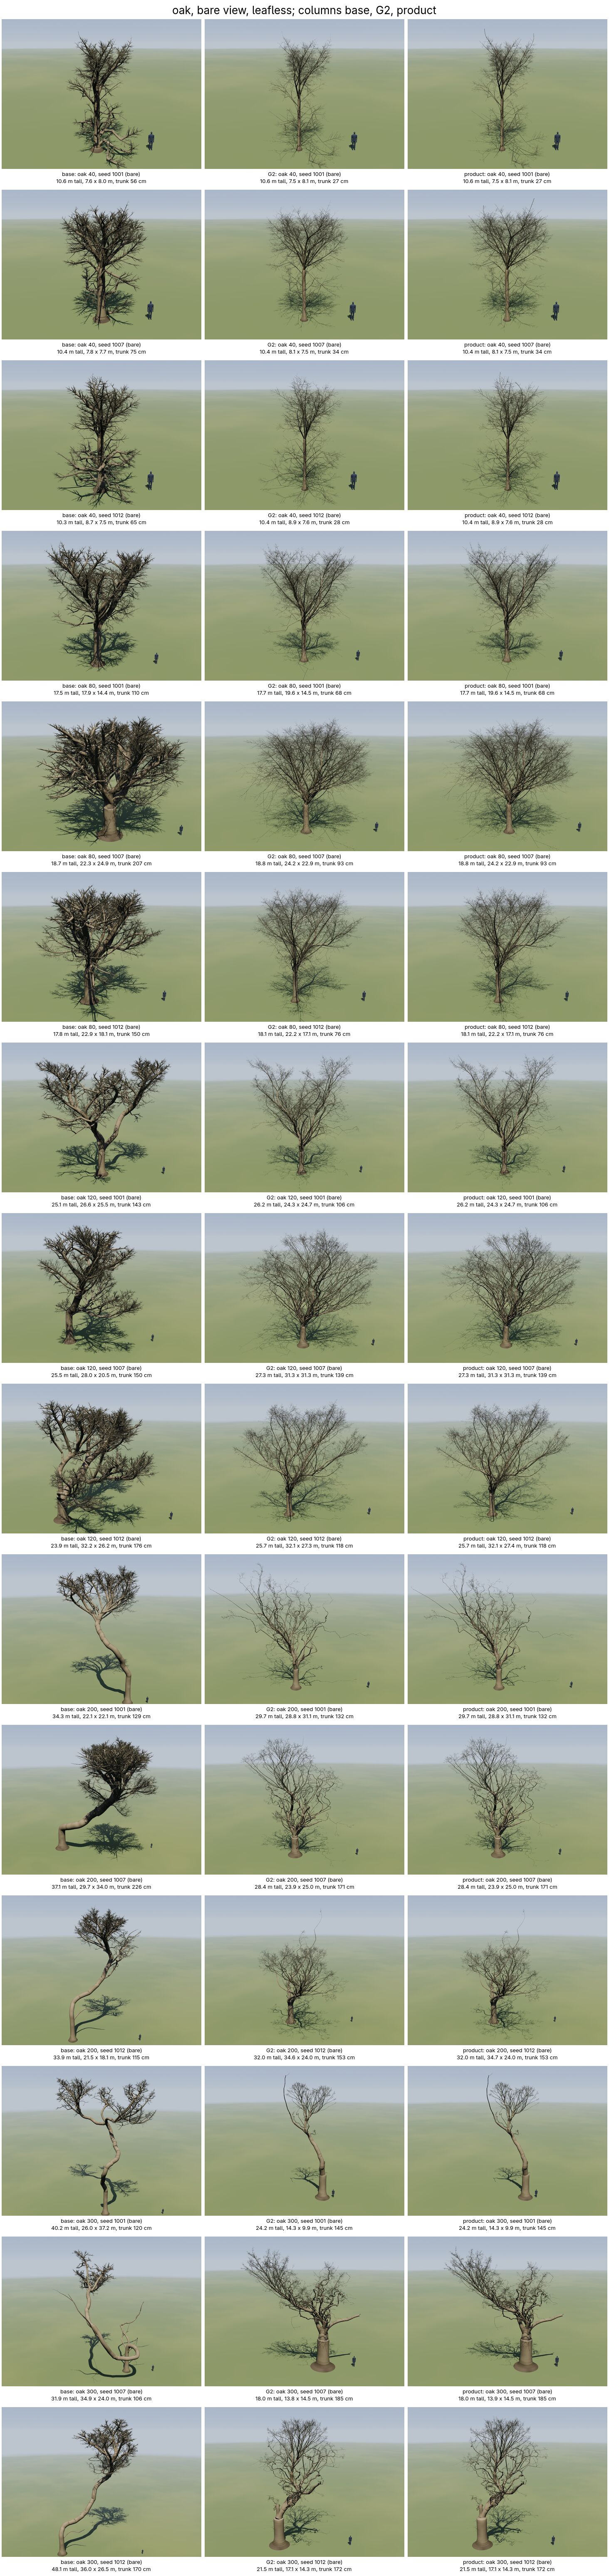 oak, bare view, leafless; columns base, G2, product
base: oak 40, seed 1001 (bare)
10.6 m tall, 7.6 x 8.0 m, trunk 56 cm
G2: oak 40, seed 1001 (bare)
10.6 m tall, 7.5 x 8.1 m, trunk 27 cm
product: oak 40, seed 1001 (bare)
10.6 m tall, 7.5 x 8.1 m, trunk 27 cm
base: oak 40, seed 1007 (bare)
10.4 m tall, 7.8 x 7.7 m, trunk 75 cm
G2: oak 40, seed 1007 (bare)
10.4 m tall, 8.1 x 7.5 m, trunk 34 cm
product: oak 40, seed 1007 (bare)
10.4 m tall, 8.1 x 7.5 m, trunk 34 cm
base: oak 40, seed 1012 (bare)
10.3 m tall, 8.7 x 7.5 m, trunk 65 cm
G2: oak 40, seed 1012 (bare)
10.4 m tall, 8.9 x 7.6 m, trunk 28 cm
product: oak 40, seed 1012 (bare)
10.4 m tall, 8.9 x 7.6 m, trunk 28 cm
base: oak 80, seed 1001 (bare)
17.5 m tall, 17.9 x 14.4 m, trunk 110 cm
G2: oak 80, seed 1001 (bare)
17.7 m tall, 19.6 x 14.5 m, trunk 68 cm
product: oak 80, seed 1001 (bare)
17.7 m tall, 19.6 x 14.5 m, trunk 68 cm
base: oak 80, seed 1007 (bare)
18.7 m tall, 22.3 x 24.9 m, trunk 207 cm
G2: oak 80, seed 1007 (bare)
18.8 m tall, 24.2 x 22.9 m, trunk 93 cm
product: oak 80, seed 1007 (bare)
18.8 m tall, 24.2 x 22.9 m, trunk 93 cm
base: oak 80, seed 1012 (bare)
17.8 m tall, 22.9 x 18.1 m, trunk 150 cm
G2: oak 80, seed 1012 (bare)
18.1 m tall, 22.2 x 17.1 m, trunk 76 cm
product: oak 80, seed 1012 (bare)
18.1 m tall, 22.2 x 17.1 m, trunk 76 cm
base: oak 120, seed 1001 (bare)
25.1 m tall, 26.6 x 25.5 m, trunk 143 cm
G2: oak 120, seed 1001 (bare)
26.2 m tall, 24.3 x 24.7 m, trunk 106 cm
product: oak 120, seed 1001 (bare)
26.2 m tall, 24.3 x 24.7 m, trunk 106 cm
base: oak 120, seed 1007 (bare)
25.5 m tall, 28.0 x 20.5 m, trunk 150 cm
G2: oak 120, seed 1007 (bare)
27.3 m tall, 31.3 x 31.3 m, trunk 139 cm
product: oak 120, seed 1007 (bare)
27.3 m tall, 31.3 x 31.3 m, trunk 139 cm
base: oak 120, seed 1012 (bare)
23.9 m tall, 32.2 x 26.2 m, trunk 176 cm
G2: oak 120, seed 1012 (bare)
25.7 m tall, 32.1 x 27.3 m, trunk 118 cm
product: oak 120, seed 1012 (bare)
25.7 m tall, 32.1 x 27.4 m, trunk 118 cm
base: oak 200, seed 1001 (bare)
34.3 m tall, 22.1 x 22.1 m, trunk 129 cm
G2: oak 200, seed 1001 (bare)
29.7 m tall, 28.8 x 31.1 m, trunk 132 cm
product: oak 200, seed 1001 (bare)
29.7 m tall, 28.8 x 31.1 m, trunk 132 cm
base: oak 200, seed 1007 (bare)
37.1 m tall, 29.7 x 34.0 m, trunk 226 cm
G2: oak 200, seed 1007 (bare)
28.4 m tall, 23.9 x 25.0 m, trunk 171 cm
product: oak 200, seed 1007 (bare)
28.4 m tall, 23.9 x 25.0 m, trunk 171 cm
base: oak 200, seed 1012 (bare)
33.9 m tall, 21.5 x 18.1 m, trunk 115 cm
G2: oak 200, seed 1012 (bare)
32.0 m tall, 34.6 x 24.0 m, trunk 153 cm
product: oak 200, seed 1012 (bare)
32.0 m tall, 34.7 x 24.0 m, trunk 153 cm
base: oak 300, seed 1001 (bare)
40.2 m tall, 26.0 x 37.2 m, trunk 120 cm
G2: oak 300, seed 1001 (bare)
24.2 m tall, 14.3 x 9.9 m, trunk 145 cm
product: oak 300, seed 1001 (bare)
24.2 m tall, 14.3 x 9.9 m, trunk 145 cm
base: oak 300, seed 1007 (bare)
31.9 m tall, 34.9 x 24.0 m, trunk 106 cm
G2: oak 300, seed 1007 (bare)
18.0 m tall, 13.8 x 14.5 m, trunk 185 cm
product: oak 300, seed 1007 (bare)
18.0 m tall, 13.9 x 14.5 m, trunk 185 cm
base: oak 300, seed 1012 (bare)
48.1 m tall, 36.0 x 26.5 m, trunk 170 cm
G2: oak 300, seed 1012 (bare)
21.5 m tall, 17.1 x 14.3 m, trunk 172 cm
product: oak 300, seed 1012 (bare)
21.5 m tall, 17.1 x 14.3 m, trunk 172 cm